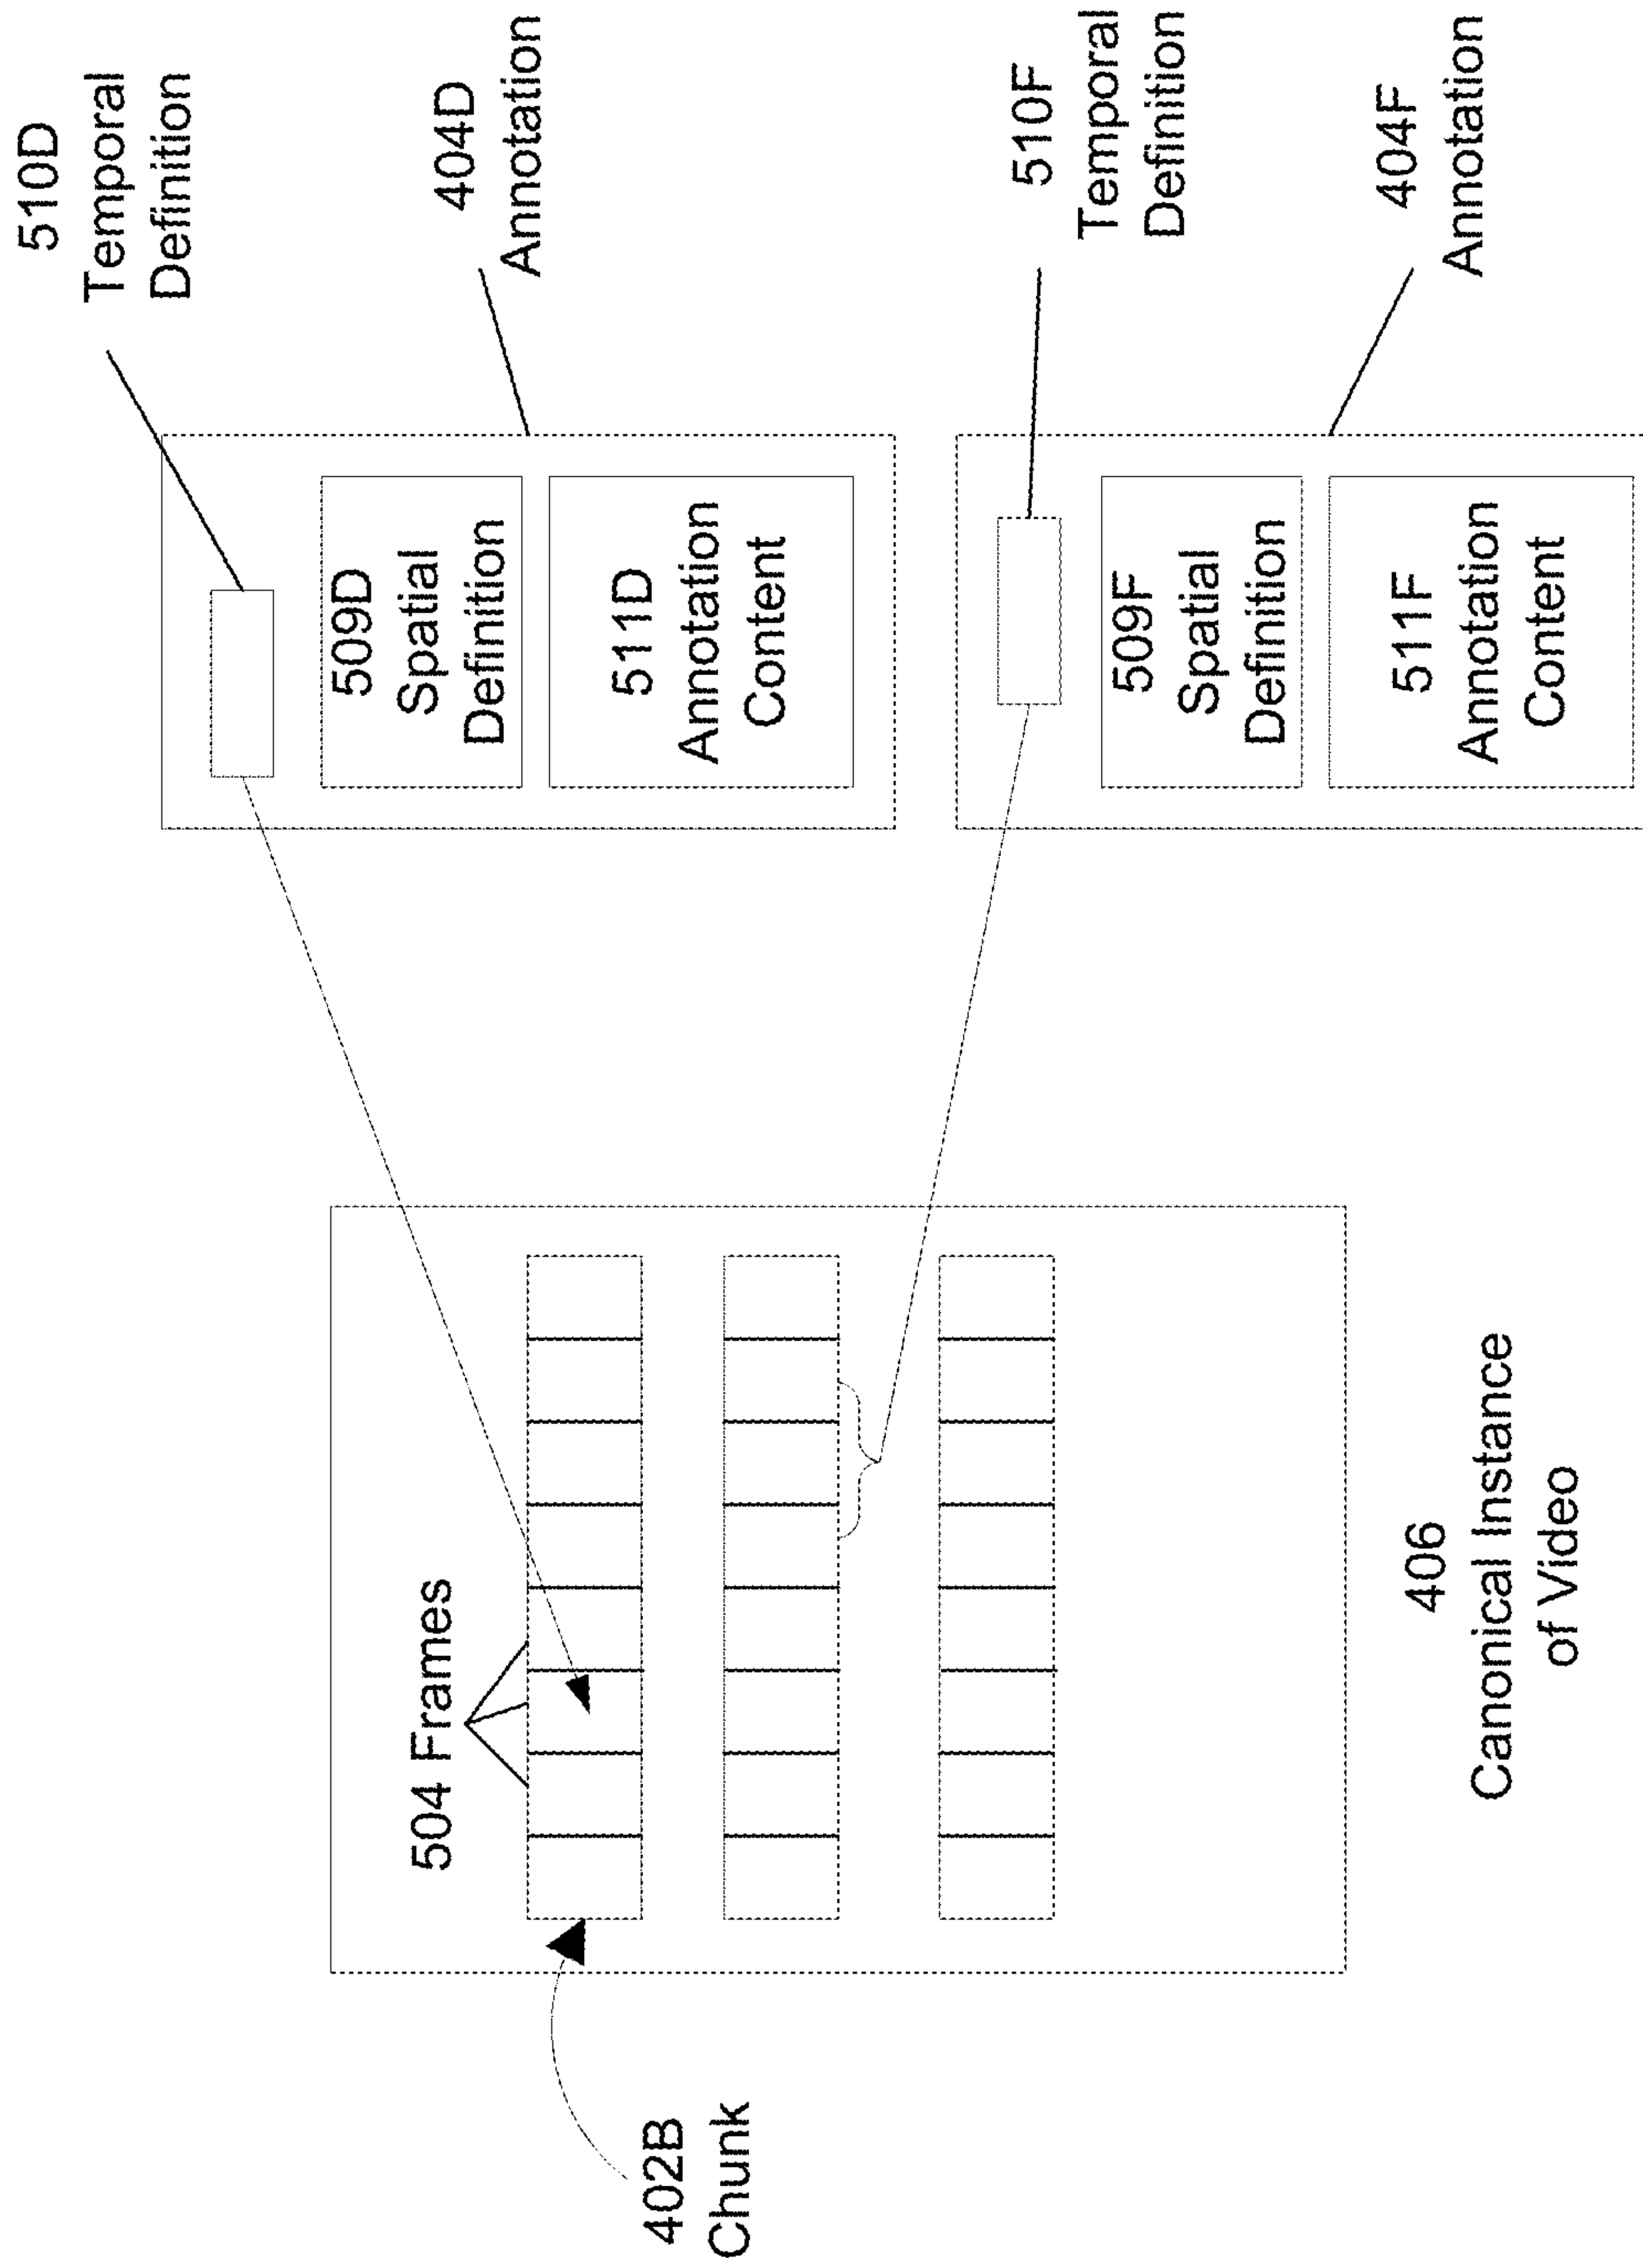 510D
Temporal
Definition
404D
Annotation
509D
Spatial
Definition
511D
Annotation
Content
504 Frames
402B
Chunk
510F
Temporal
Definition
404F
Annotation
509F
Spatial
Definition
511F
Annotation
Content
406
Canonical Instance
of Video